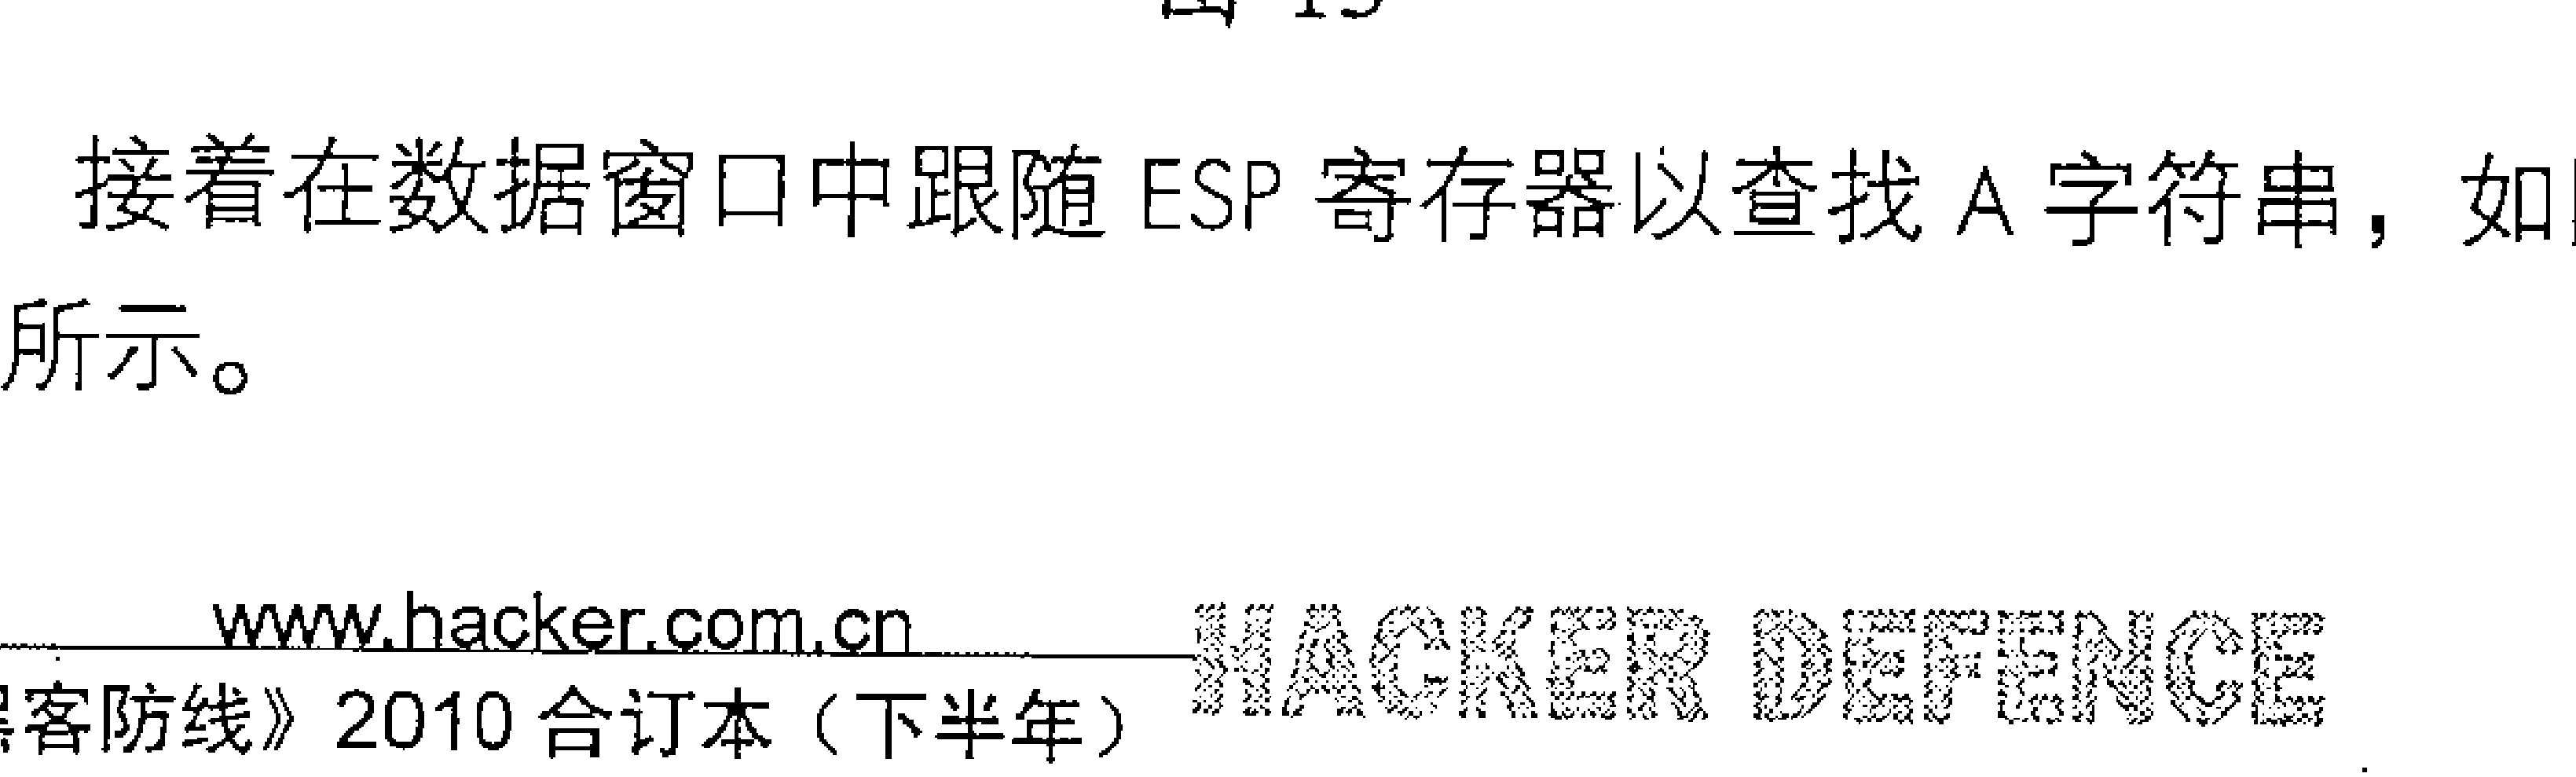 接着在数据窗口中跟随 ESP 寄存器以查找 A 字符串，如
所示。
www.hacker.com.cn
HACKER DEFENCE
客防线》2010 合订本（下半年）